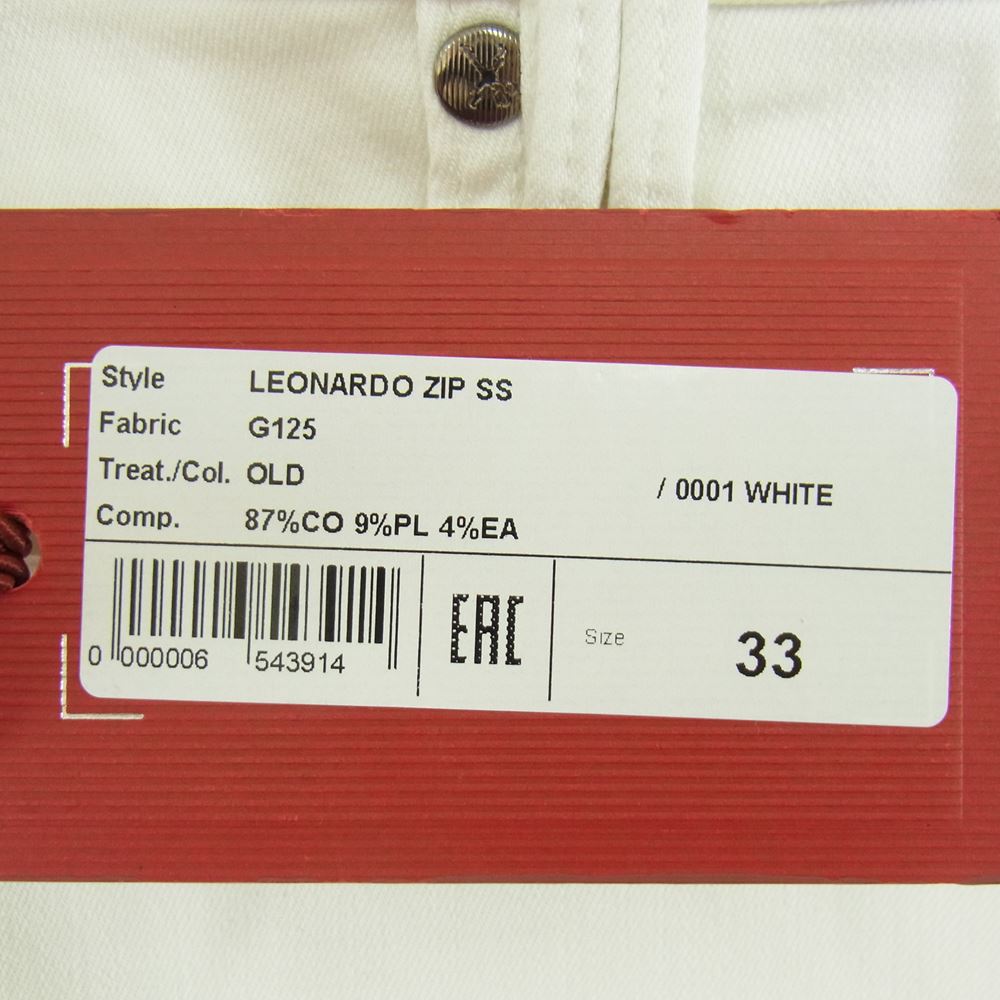 Style LEONARDO ZIP SS
Fabric G125
Treat./Col. OLD / 0001 WHITE
Comp. 87%CO 9%PL 4%EA
0 000006 543914
EAC
Size 33